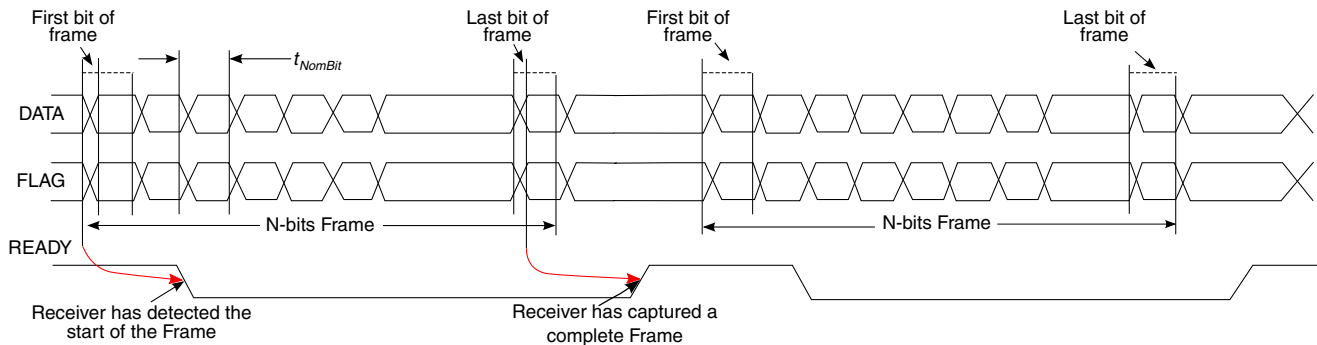 First bit of
frame
Last bit of
frame
First bit of
frame
Last bit of
frame
tNomBit
DATA
FLAG
N-bits Frame
N-bits Frame
READY
Receiver has detected the
start of the Frame
Receiver has captured a
complete Frame